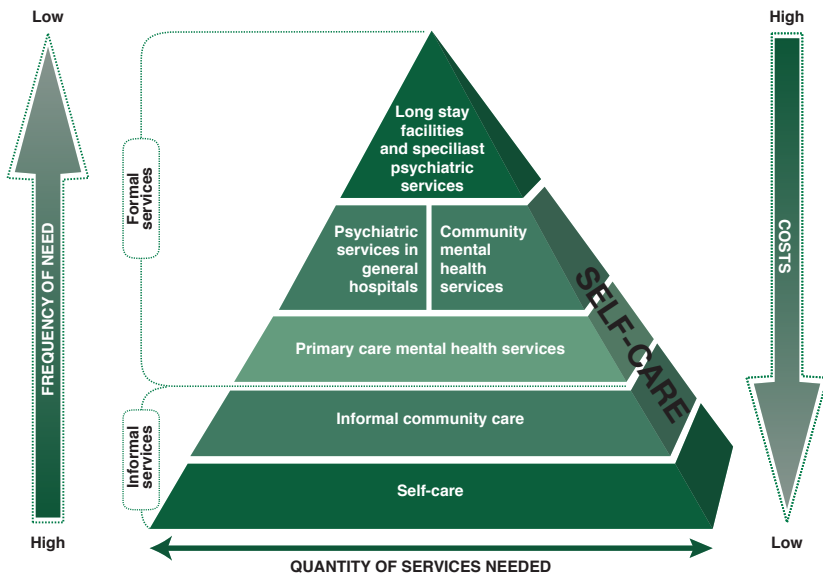 Low
High
Long stay
facilities
and speciliast
psychiatric
services
Formal
services
Psychiatric
services in
general
hospitals
Community
mental
health
services
FREQUENCY OF NEED
COSTS
SELF-CARE
Primary care mental health services
Informal community care
Informal
services
Self-care
High
Low
QUANTITY OF SERVICES NEEDED